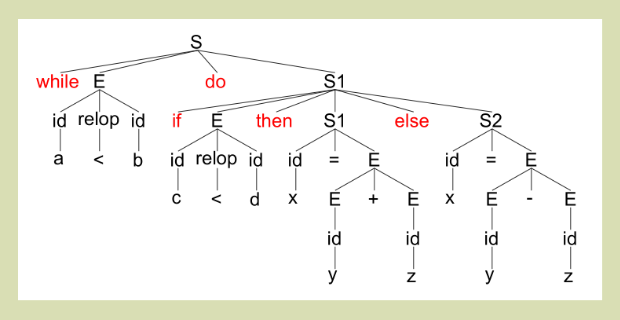 S
while E do S1
id relop id if E then S1 else S2
a < b id relop id id = E id = E
c < d x E + E x E - E
id id id id
y z y z